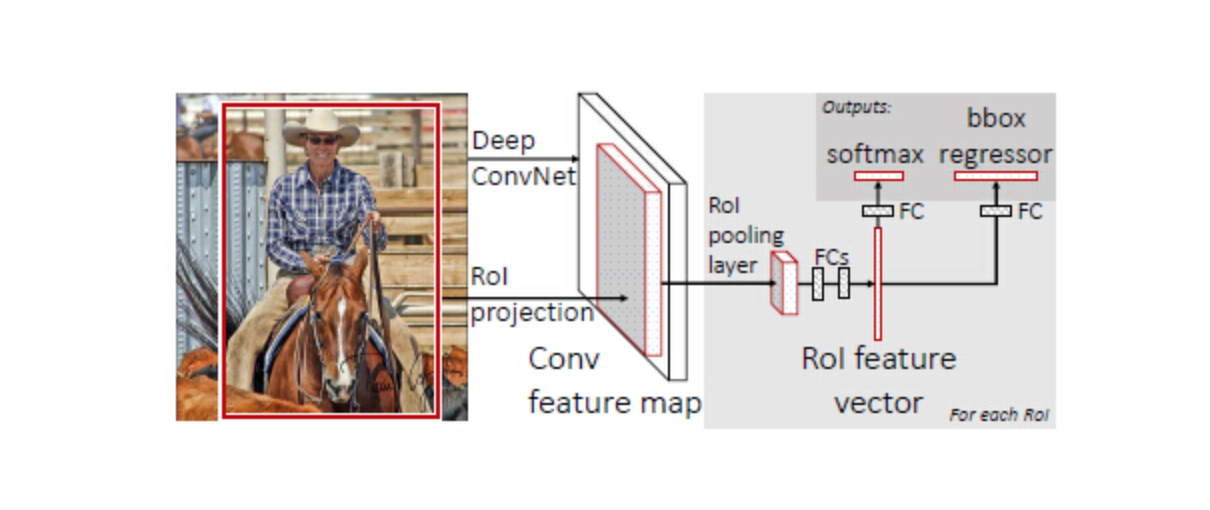 Deep
ConvNet
RoI
projection
Conv
feature map
RoI
pooling
layer
FCs
Outputs:
softmax
bbox
regressor
FC
FC
RoI feature
vector
For each RoI